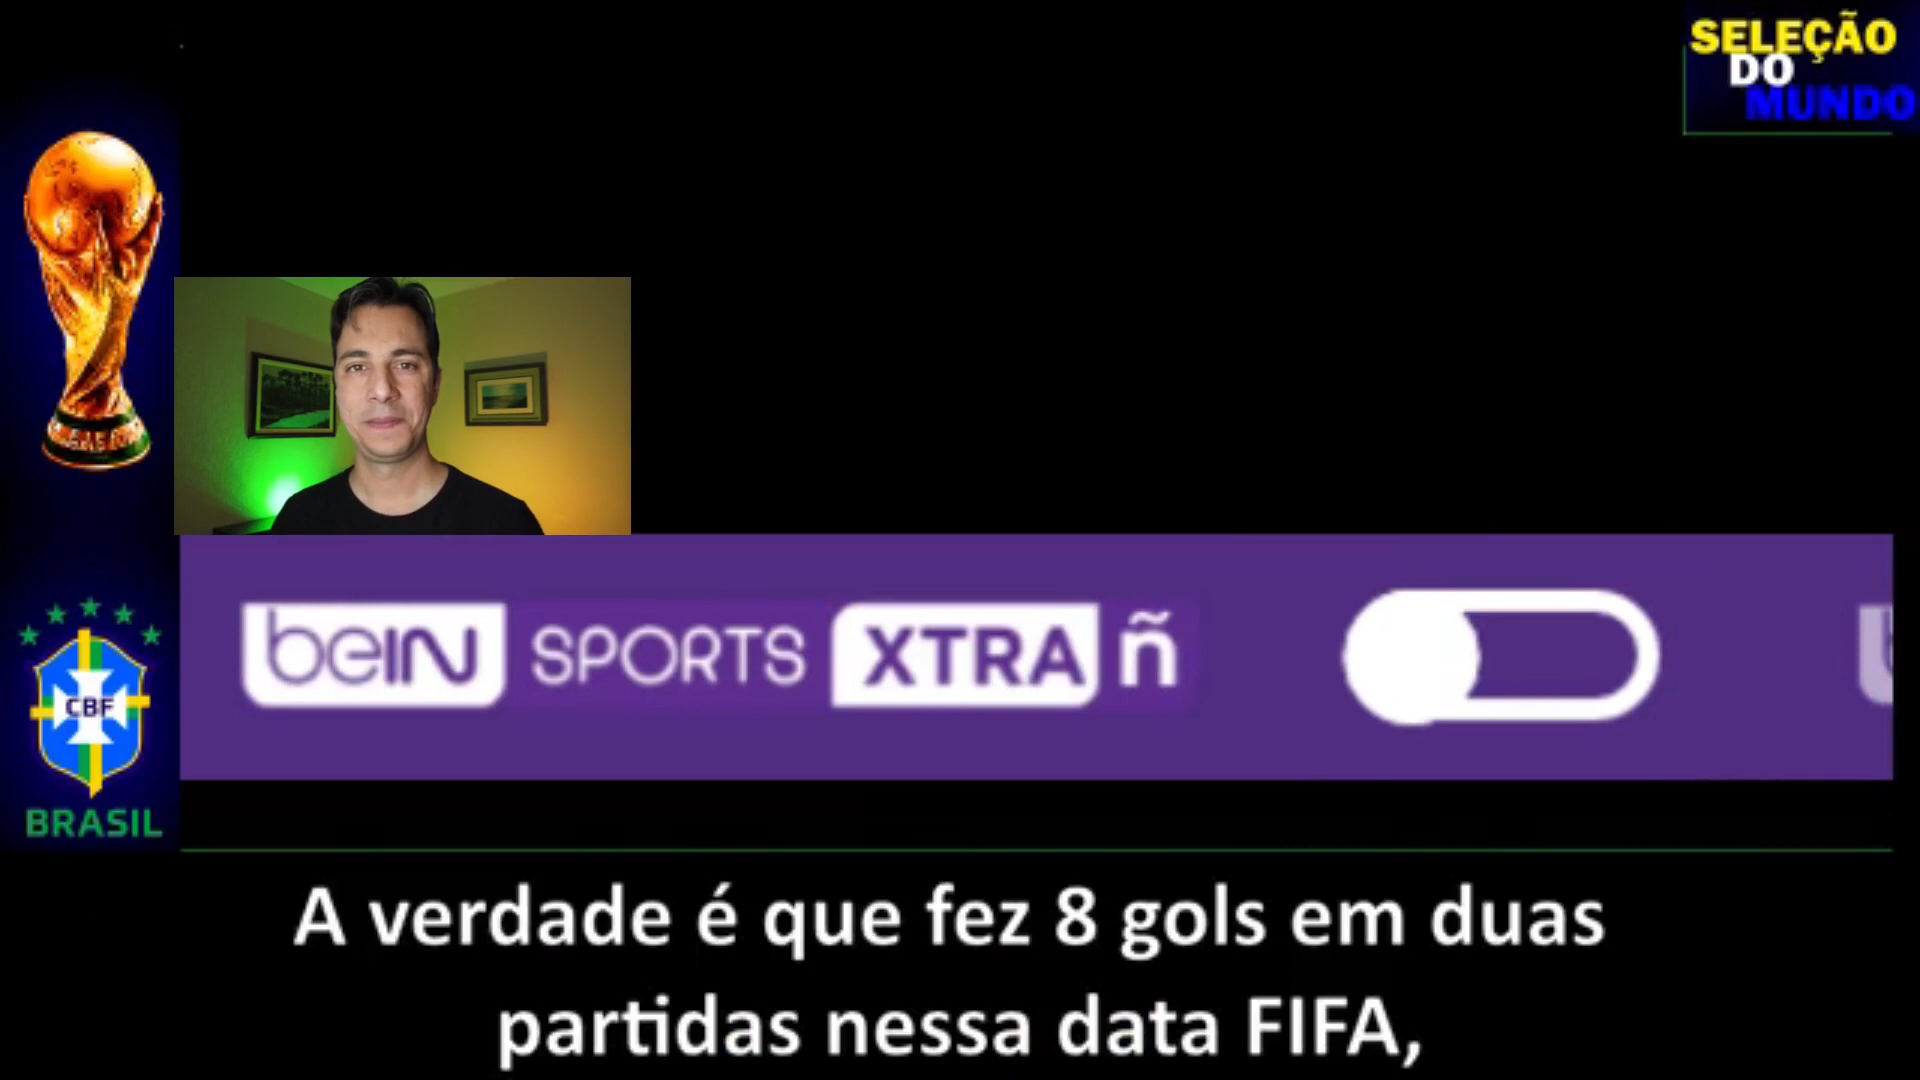 SELEÇÃO
DO
MUNDO
beIN SPORTS XTRA ñ
CBF
BRASIL
A verdade é que fez 8 gols em duas
partidas nessa data FIFA,